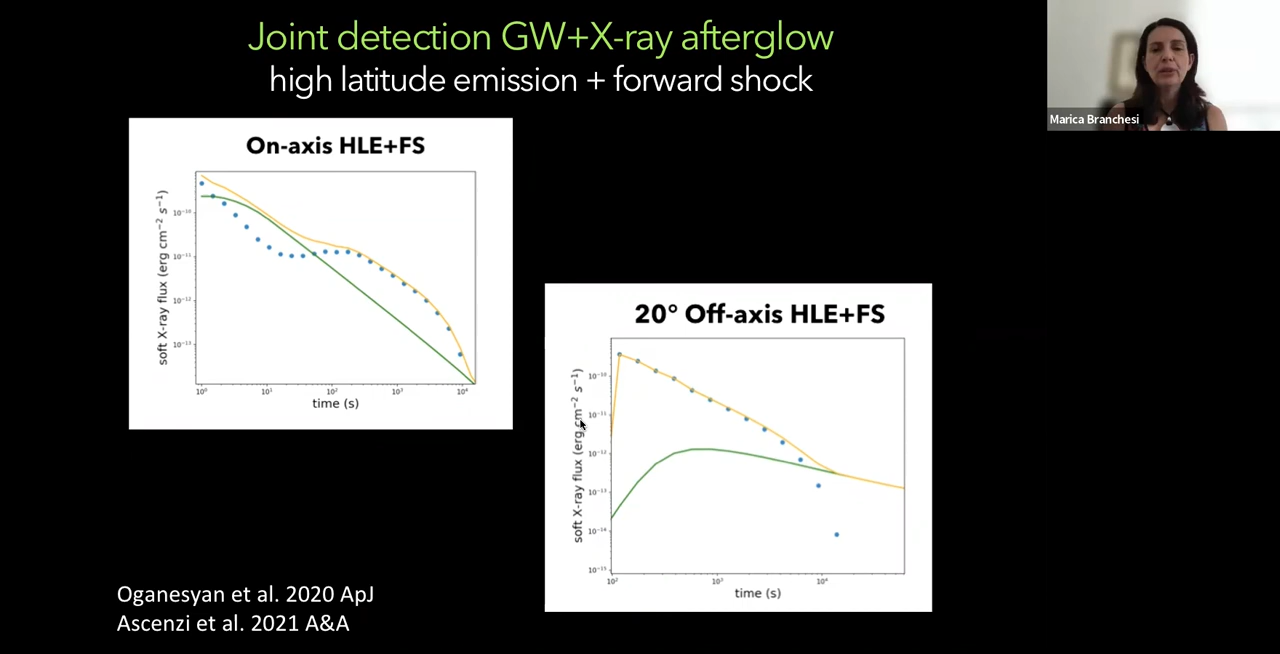 Joint detection GW+X-ray afterglow
high latitude emission + forward shock
Marica Branchesi
On-axis HLE+FS
soft X-ray flux (erg cm⁻² s⁻¹)
10⁻¹⁰
10⁻¹¹
10⁻¹²
10⁻¹³
10⁰ 10¹ 10² 10³ 10⁴
time (s)
20° Off-axis HLE+FS
soft X-ray flux (erg cm⁻² s⁻¹)
10⁻¹⁰
10⁻¹¹
10⁻¹²
10⁻¹³
10⁻¹⁴
10⁻¹⁵
10² 10³ 10⁴
time (s)
Oganesyan et al. 2020 ApJ
Ascenzi et al. 2021 A&A